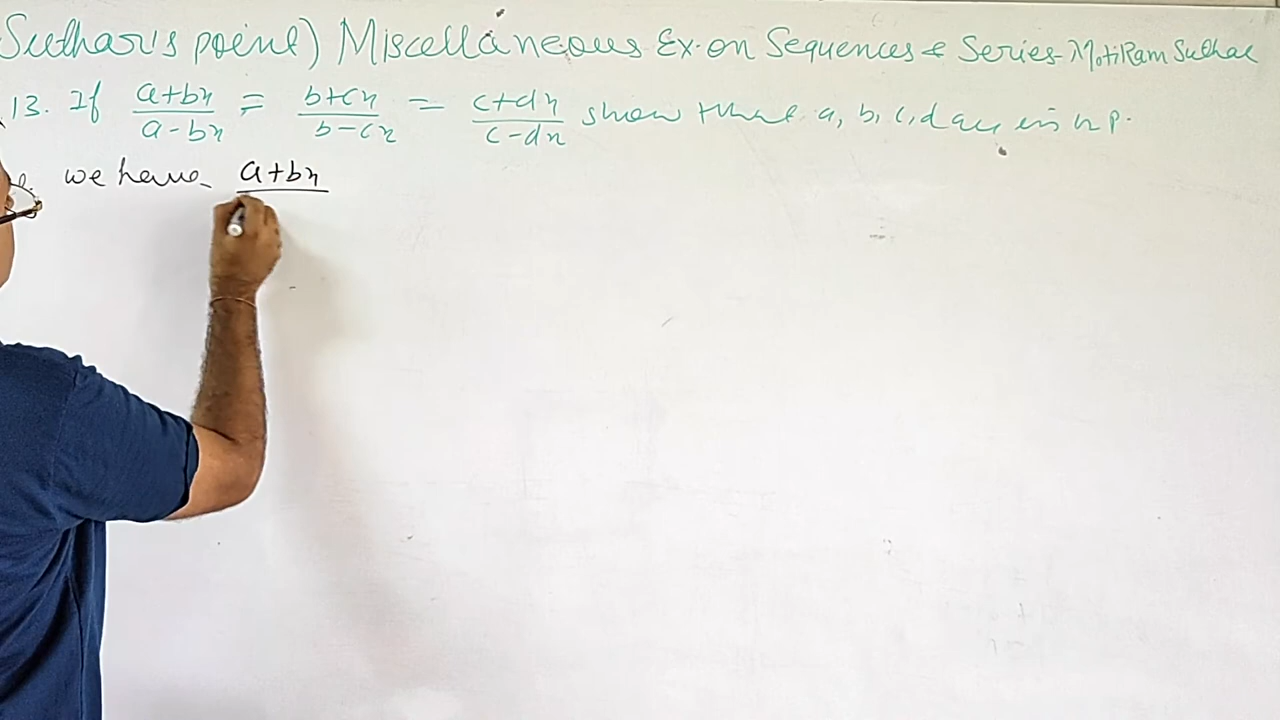 Suthar's point) Miscellaneous Ex. on Sequences & Series - MotiRam Suthar
13. If a+bx/a-bx = b+cx/b-cx = c+dx/c-dx show that a, b, c, d are in G.P.
we have a+bx